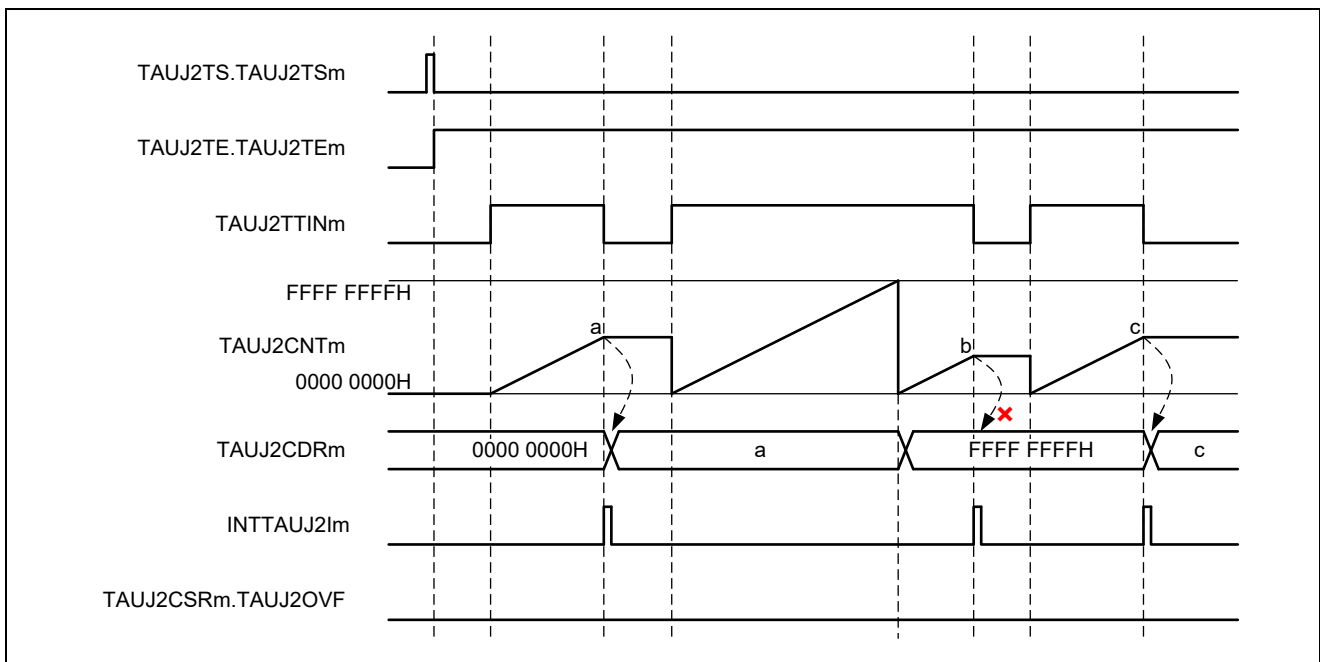 TAUJ2TS.TAUJ2TSm
TAUJ2TE.TAUJ2TEm
TAUJ2TTINm
FFFF FFFFH
TAUJ2CNTm
0000 0000H
a
b
c
TAUJ2CDRm
0000 0000H
a
FFFF FFFFH
c
INTTAUJ2Im
TAUJ2CSRm.TAUJ2OVF